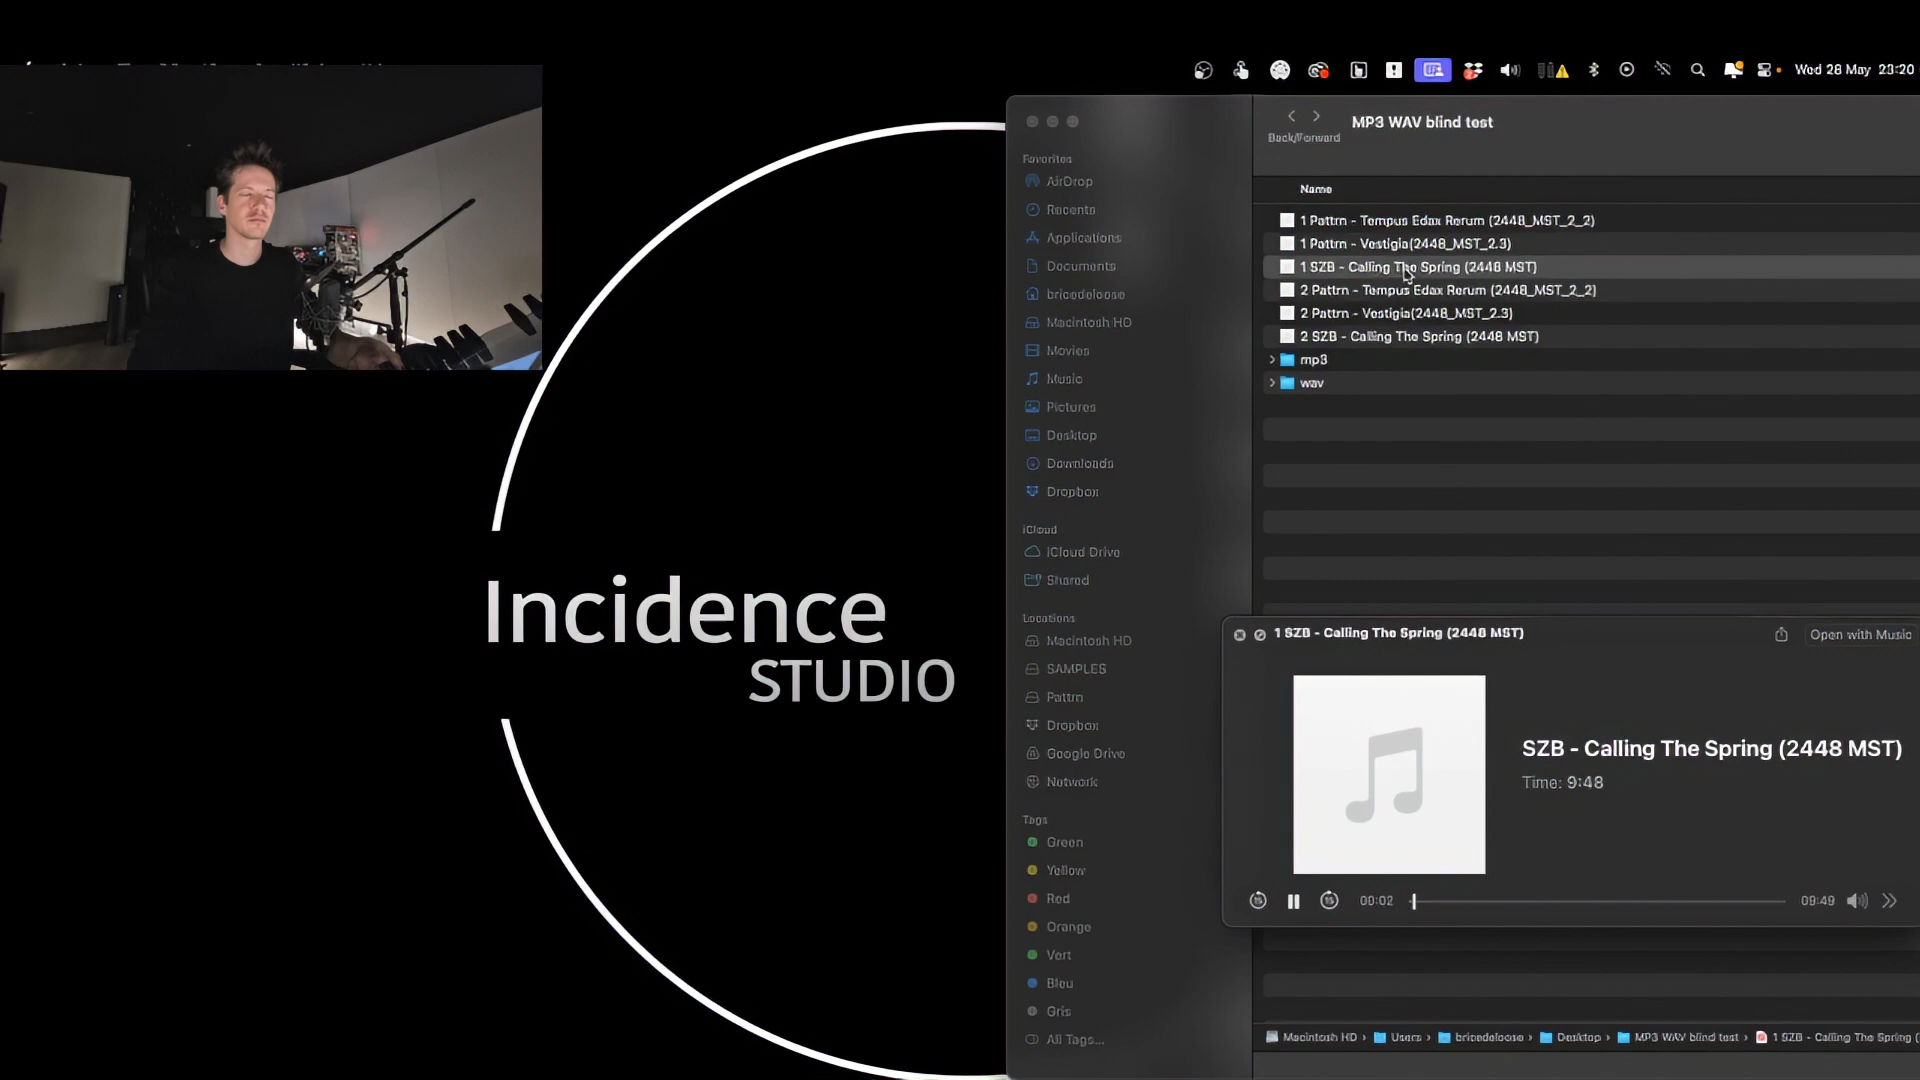 Wed 28 May 23:20
Back/Forward
MP3 WAV blind test
Favorites
AirDrop
Recents
Applications
Documents
bricedeloose
Macintosh HD
Movies
Music
Pictures
Desktop
Downloads
Dropbox
iCloud
iCloud Drive
Shared
Locations
Macintosh HD
SAMPLES
Pattrn
Dropbox
Google Drive
Network
Tags
Green
Yellow
Red
Orange
Vert
Bleu
Gris
All Tags...
Name
1 Pattrn - Tempus Edax Rerum (2448_MST_2_2)
1 Pattrn - Vestigia(2448_MST_2.3)
1 SZB - Calling The Spring (2448 MST)
2 Pattrn - Tempus Edax Rerum (2448_MST_2_2)
2 Pattrn - Vestigia(2448_MST_2.3)
2 SZB - Calling The Spring (2448 MST)
mp3
wav
Incidence
STUDIO
1 SZB - Calling The Spring (2448 MST)
Open with Music
SZB - Calling The Spring (2448 MST)
Time: 9:48
00:02
09:49
Macintosh HD › Users › bricedeloose › Desktop › MP3 WAV blind test › 1 SZB - Calling The Spring (